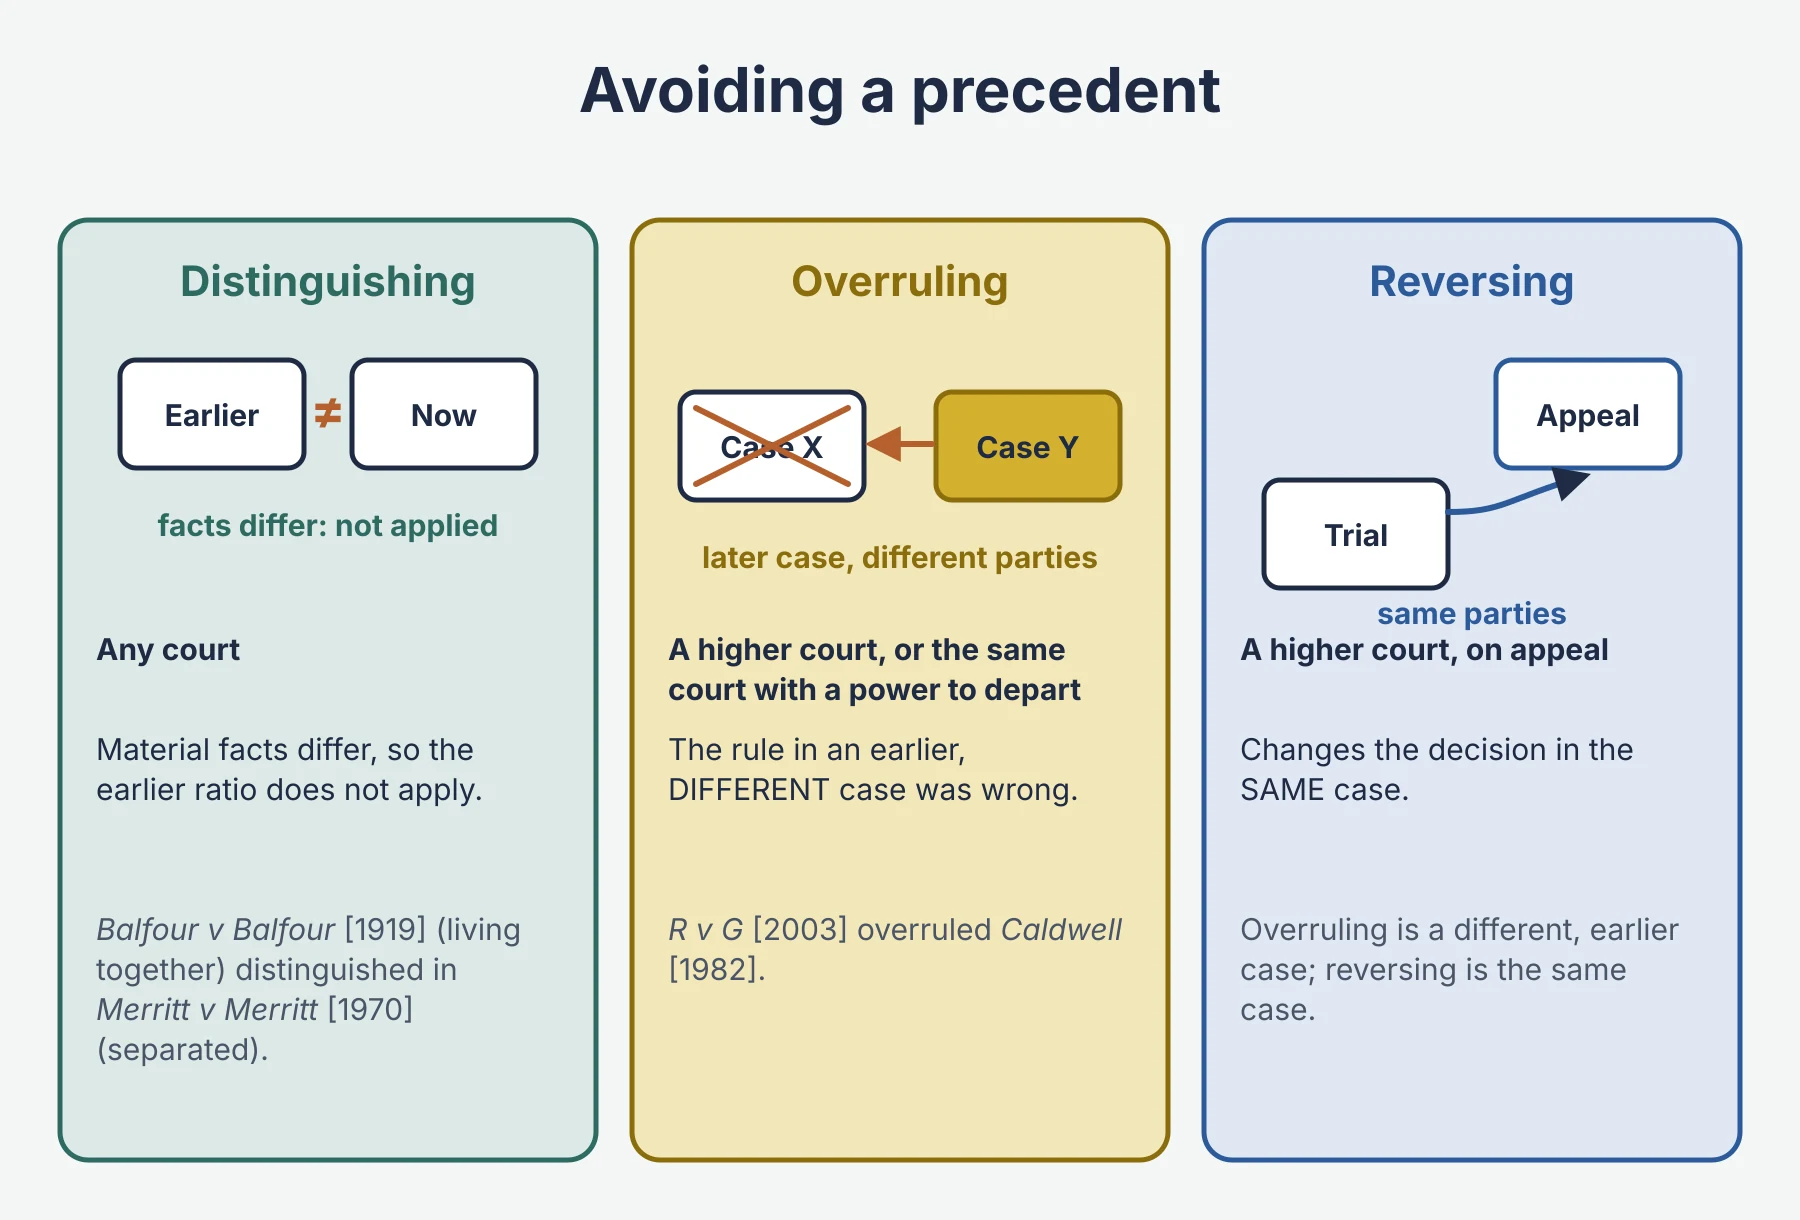 Avoiding a precedent
Distinguishing
Earlier
≠
Now
facts differ: not applied
Any court
Material facts differ, so the
earlier ratio does not apply.
Balfour v Balfour [1919] (living
together) distinguished in
Merritt v Merritt [1970]
(separated).
Overruling
Case X
Case Y
later case, different parties
A higher court, or the same
court with a power to depart
The rule in an earlier,
DIFFERENT case was wrong.
R v G [2003] overruled Caldwell
[1982].
Reversing
Appeal
Trial
same parties
A higher court, on appeal
Changes the decision in the
SAME case.
Overruling is a different, earlier
case; reversing is the same
case.